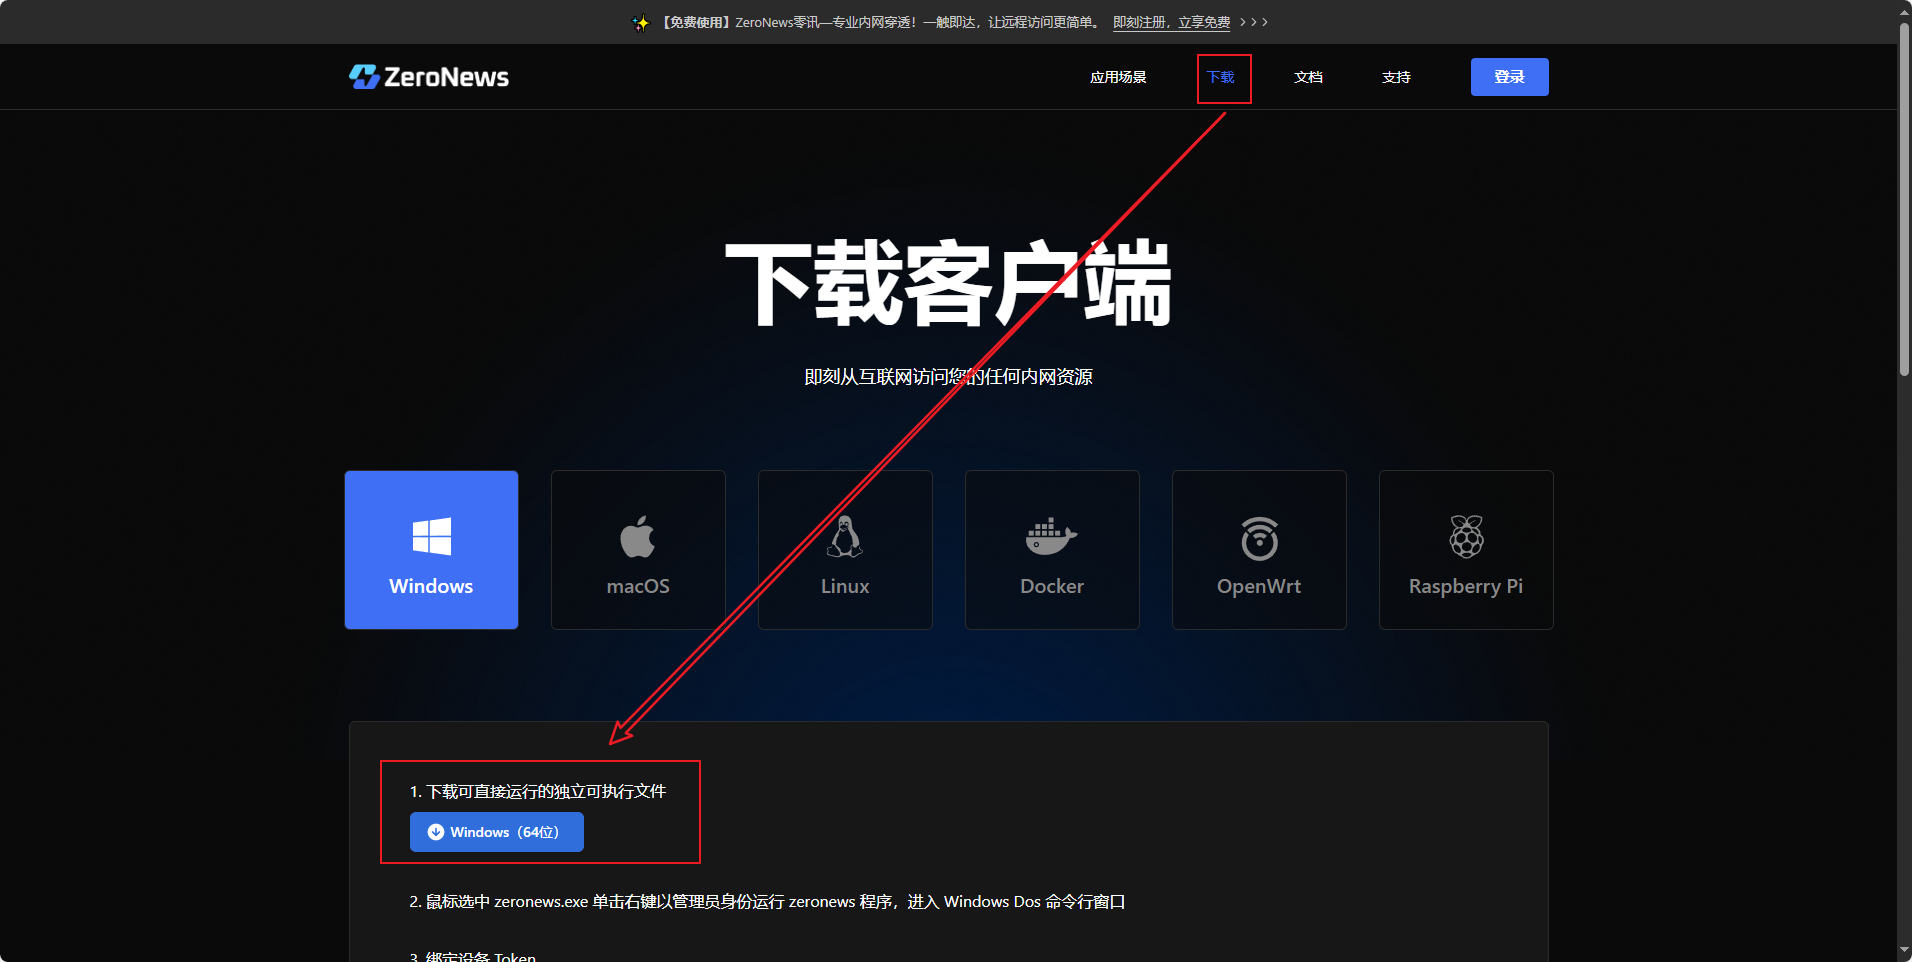 【免费使用】ZeroNews零讯—专业内网穿透！一触即达，让远程访问更简单。 即刻注册，立享免费 >>>
ZeroNews 应用场景 下载 文档 支持 登录
下载客户端
即刻从互联网访问您的任何内网资源
Windows macOS Linux Docker OpenWrt Raspberry Pi
1. 下载可直接运行的独立可执行文件
Windows（64位）
2. 鼠标选中 zeronews.exe 单击右键以管理员身份运行 zeronews 程序，进入 Windows Dos 命令行窗口
3. 绑定设备 Token